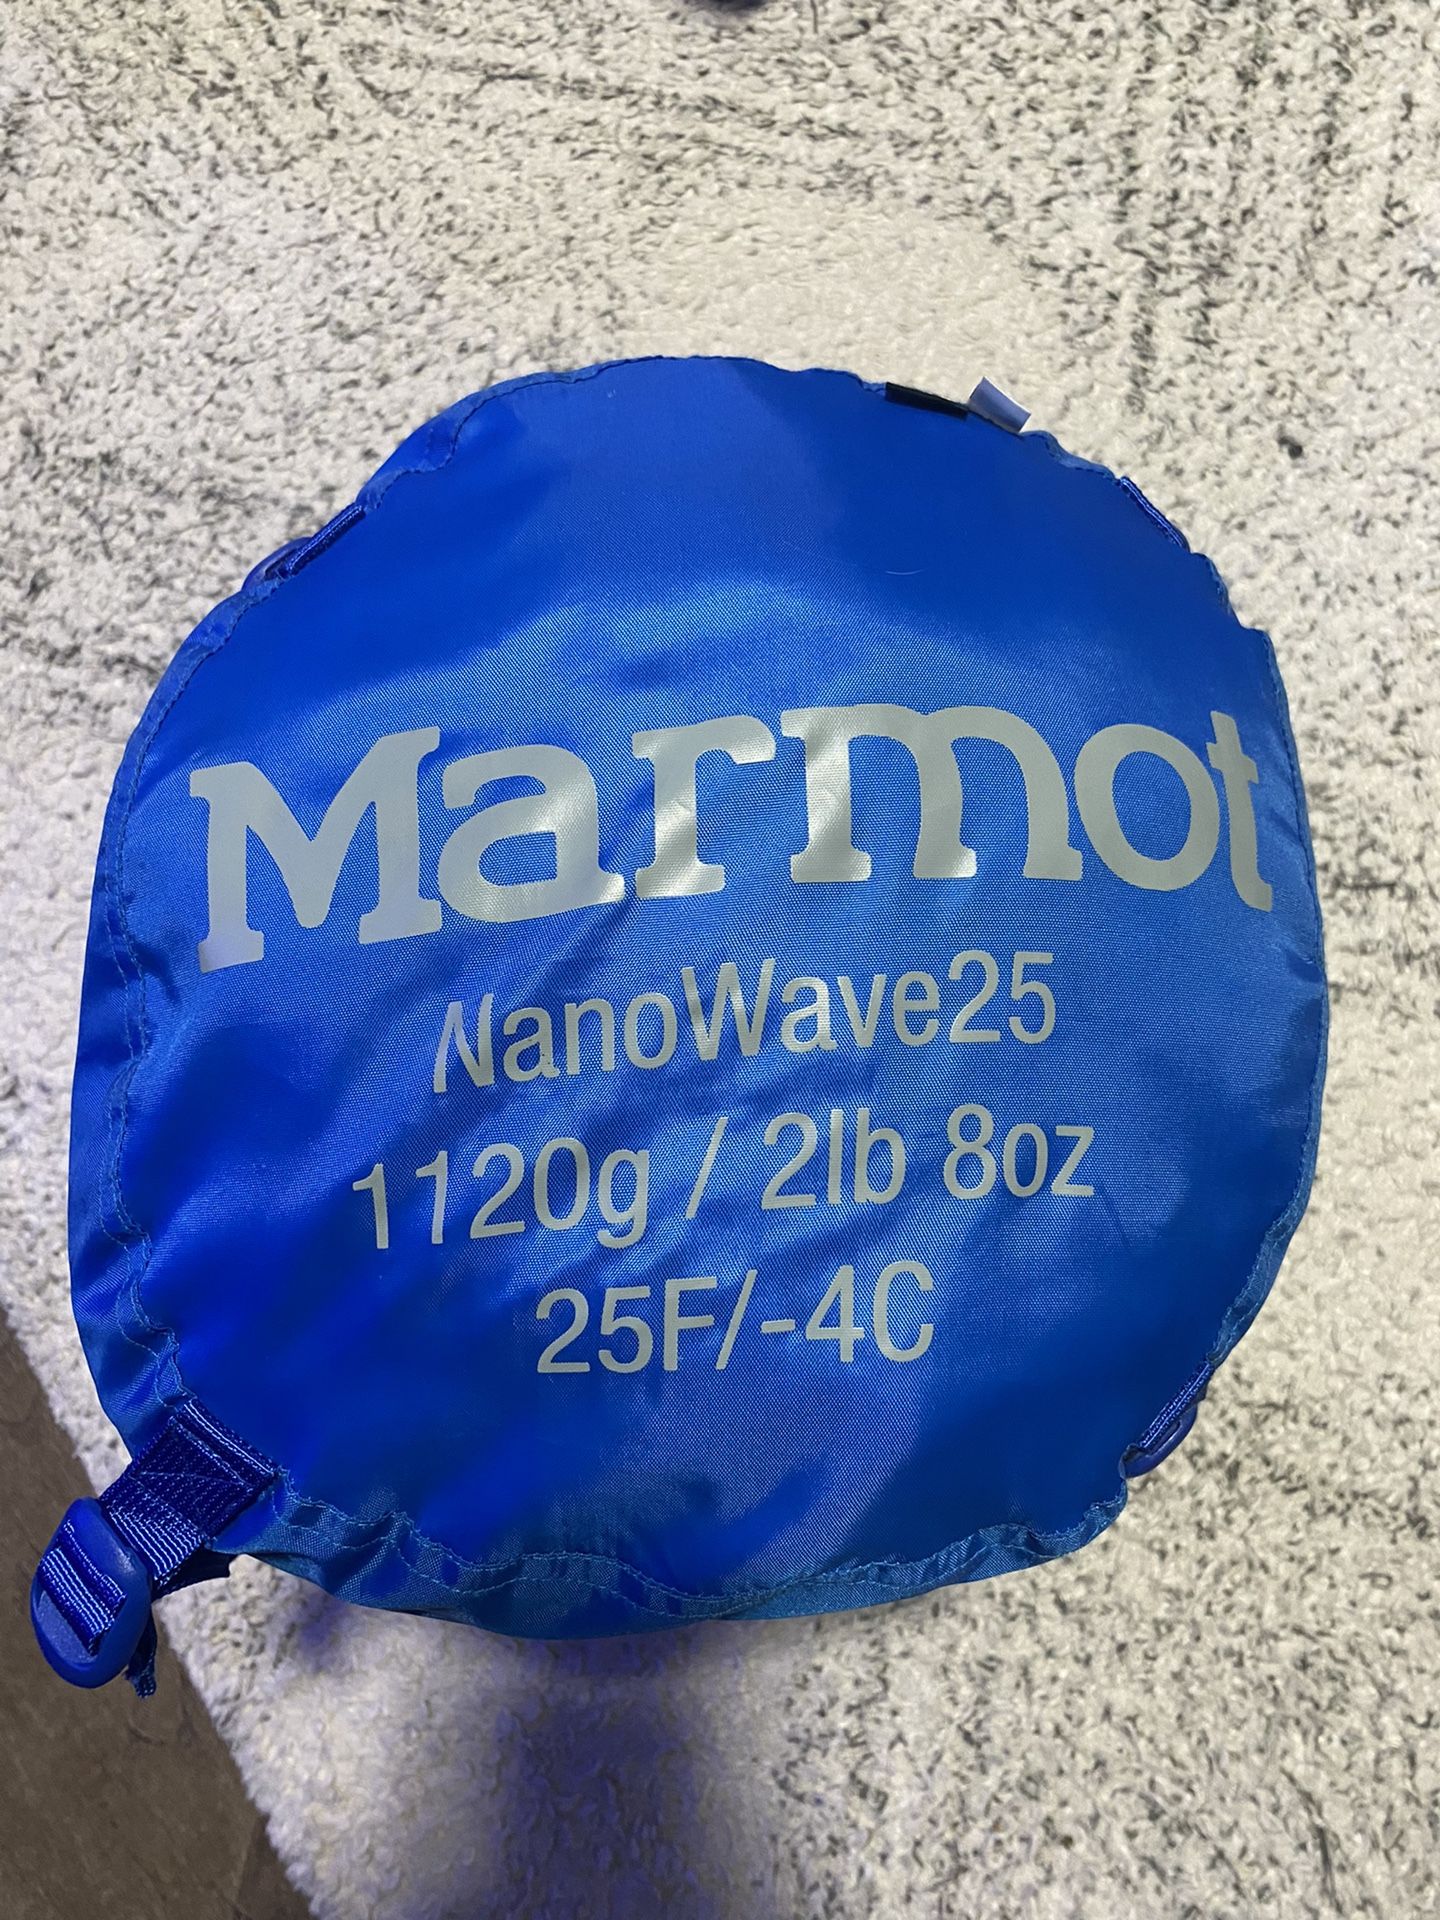 Marmot
NanoWave25
1120g / 2lb 8oz
25F/-4C